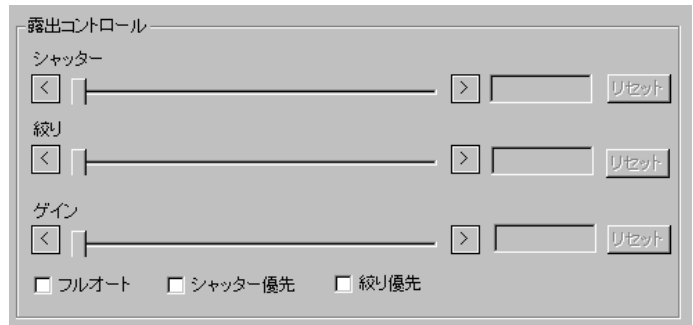 露出コントロール
シャッター
< > リセット
絞り
< > リセット
ゲイン
< > リセット
フルオート シャッター優先 絞り優先